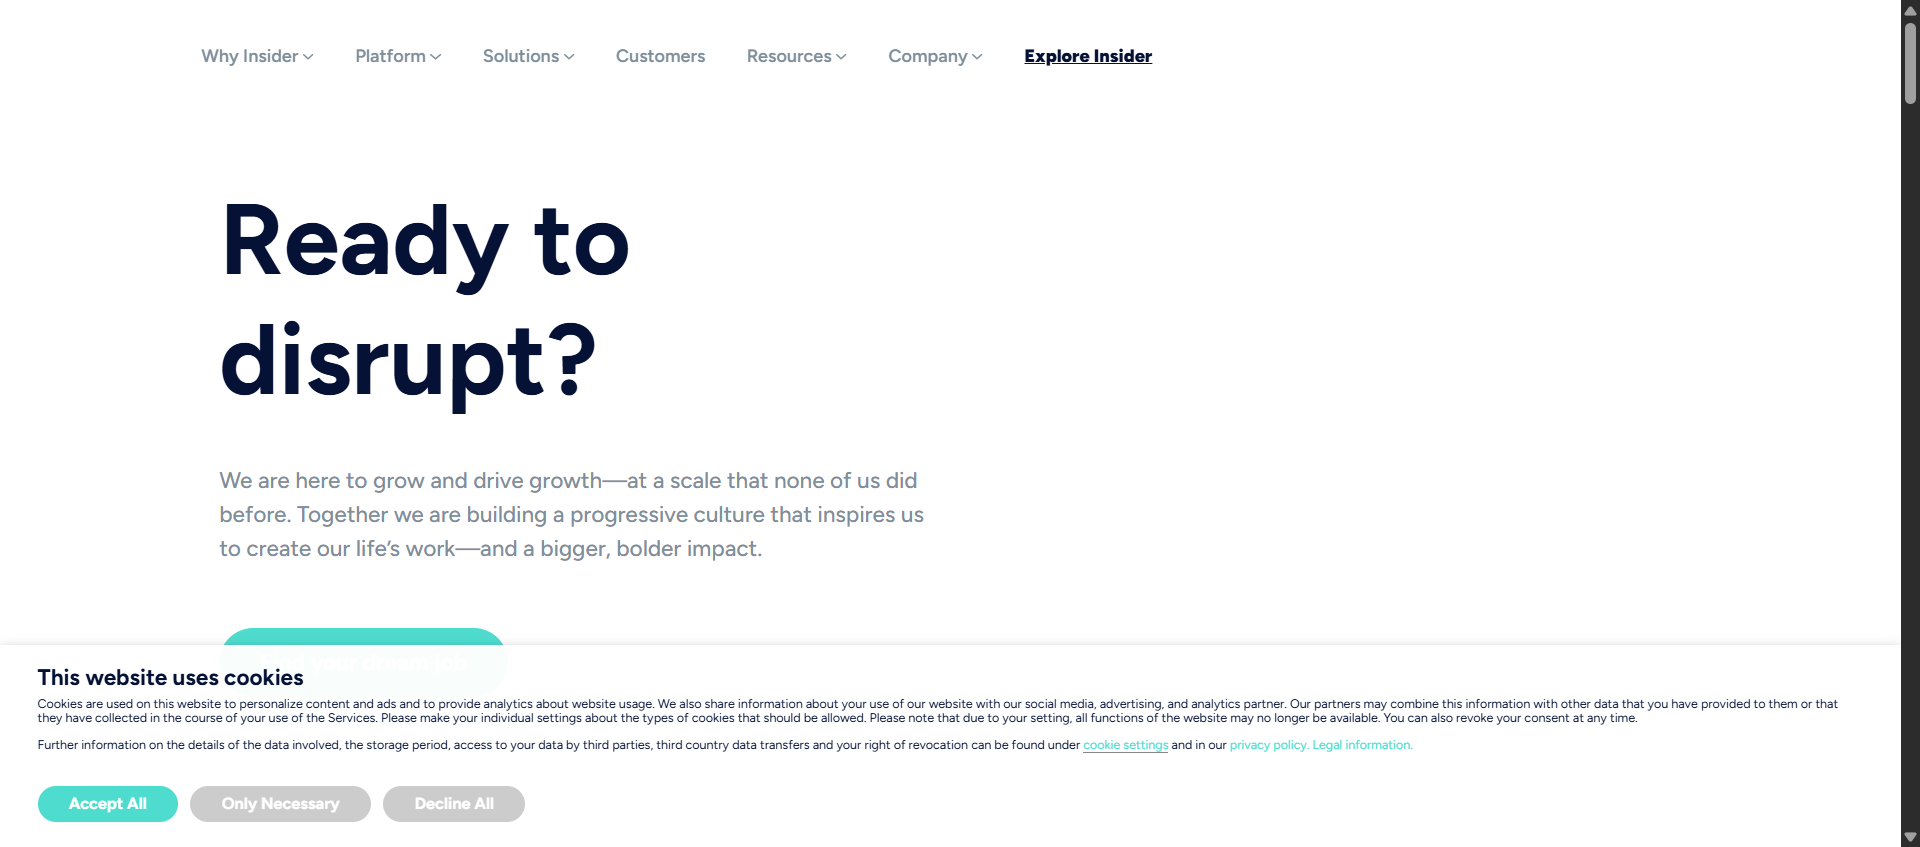 Why Insider
Platform
Solutions
Customers
Resources
Company
Explore Insider
Ready to
disrupt?
We are here to grow and drive growth—at a scale that none of us did
before. Together we are building a progressive culture that inspires us
to create our life’s work—and a bigger, bolder impact.
your dream job
This website uses cookies
Cookies are used on this website to personalize content and ads and to provide analytics about website usage. We also share information about your use of our website with our social media, advertising, and analytics partner. Our partners may combine this information with other data that you have provided to them or that
they have collected in the course of your use of the Services. Please make your individual settings about the types of cookies that should be allowed. Please note that due to your setting, all functions of the website may no longer be available. You can also revoke your consent at any time.
Further information on the details of the data involved, the storage period, access to your data by third parties, third country data transfers and your right of revocation can be found under cookie settings and in our privacy policy. Legal information.
Accept All
Only Necessary
Decline All